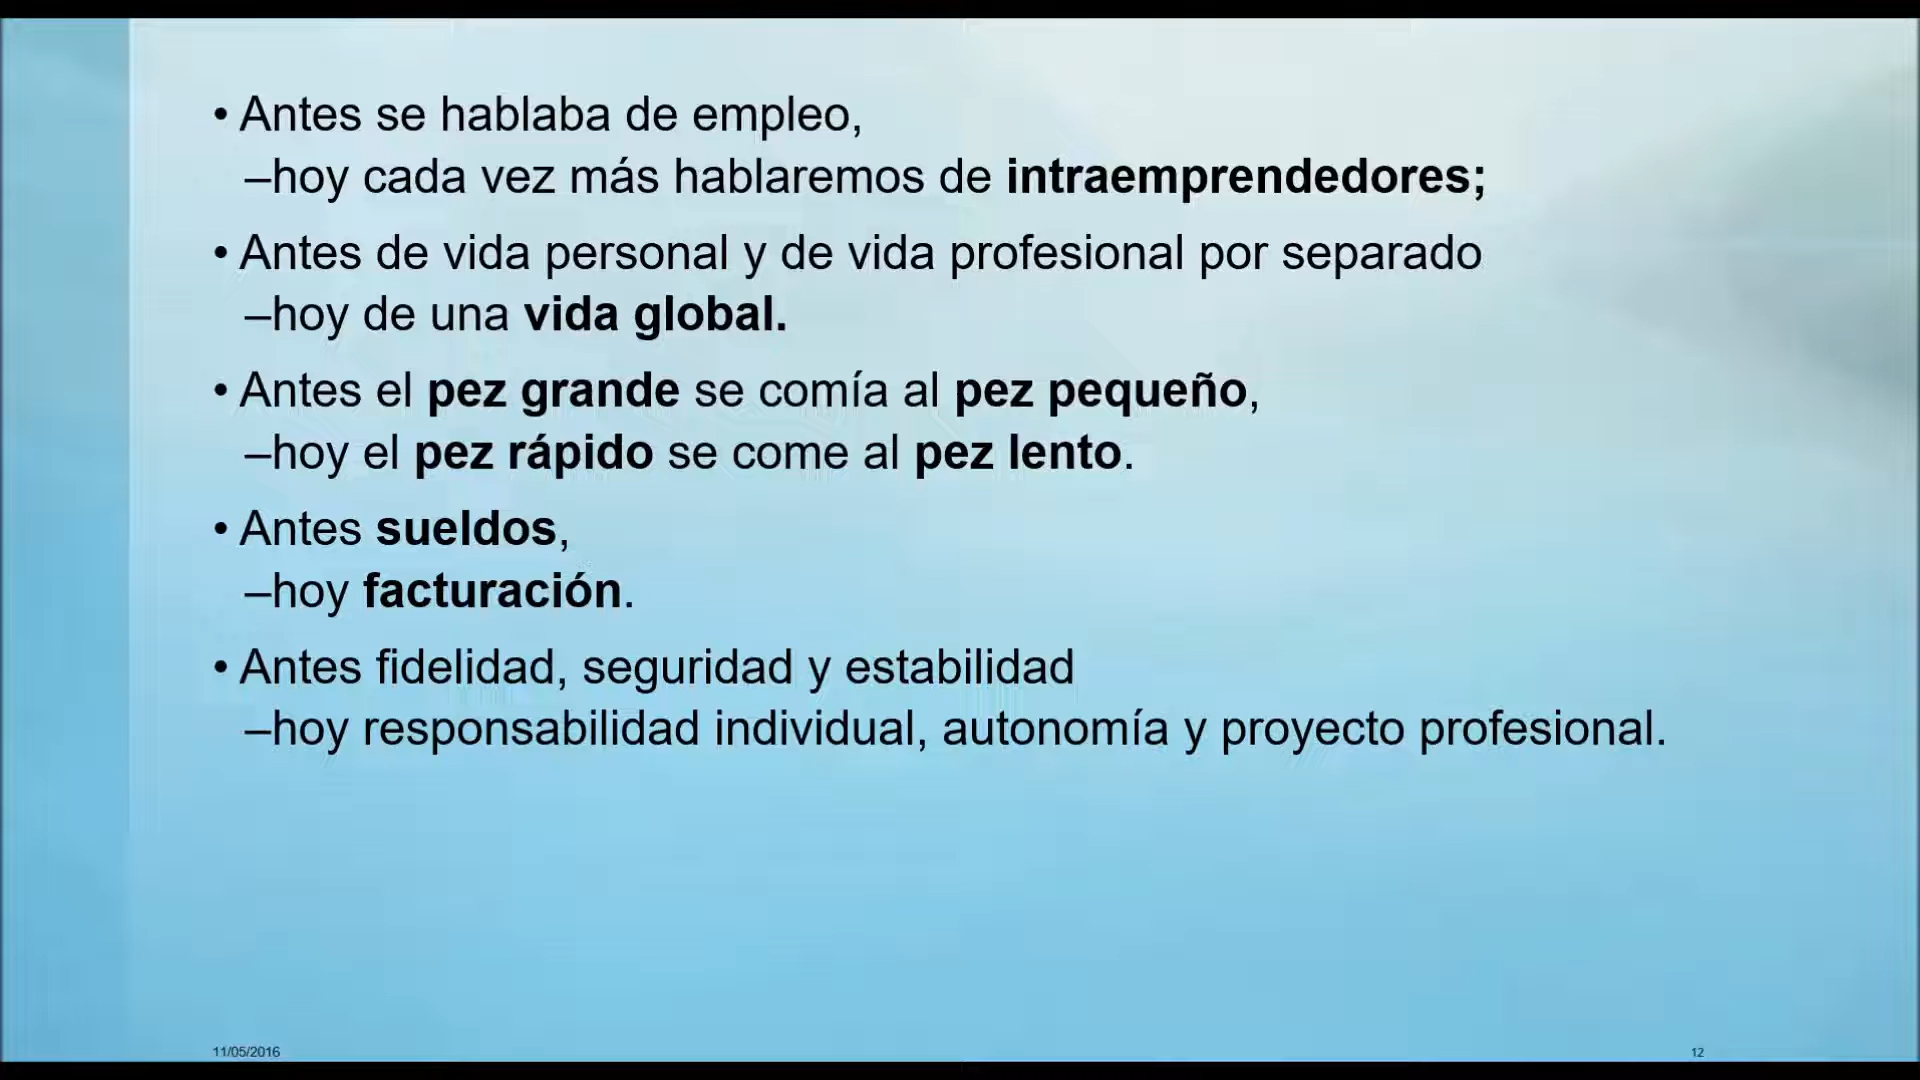 • Antes se hablaba de empleo,
–hoy cada vez más hablaremos de intraemprendedores;
• Antes de vida personal y de vida profesional por separado
–hoy de una vida global.
• Antes el pez grande se comía al pez pequeño,
–hoy el pez rápido se come al pez lento.
• Antes sueldos,
–hoy facturación.
• Antes fidelidad, seguridad y estabilidad
–hoy responsabilidad individual, autonomía y proyecto profesional.
11/05/2016
12